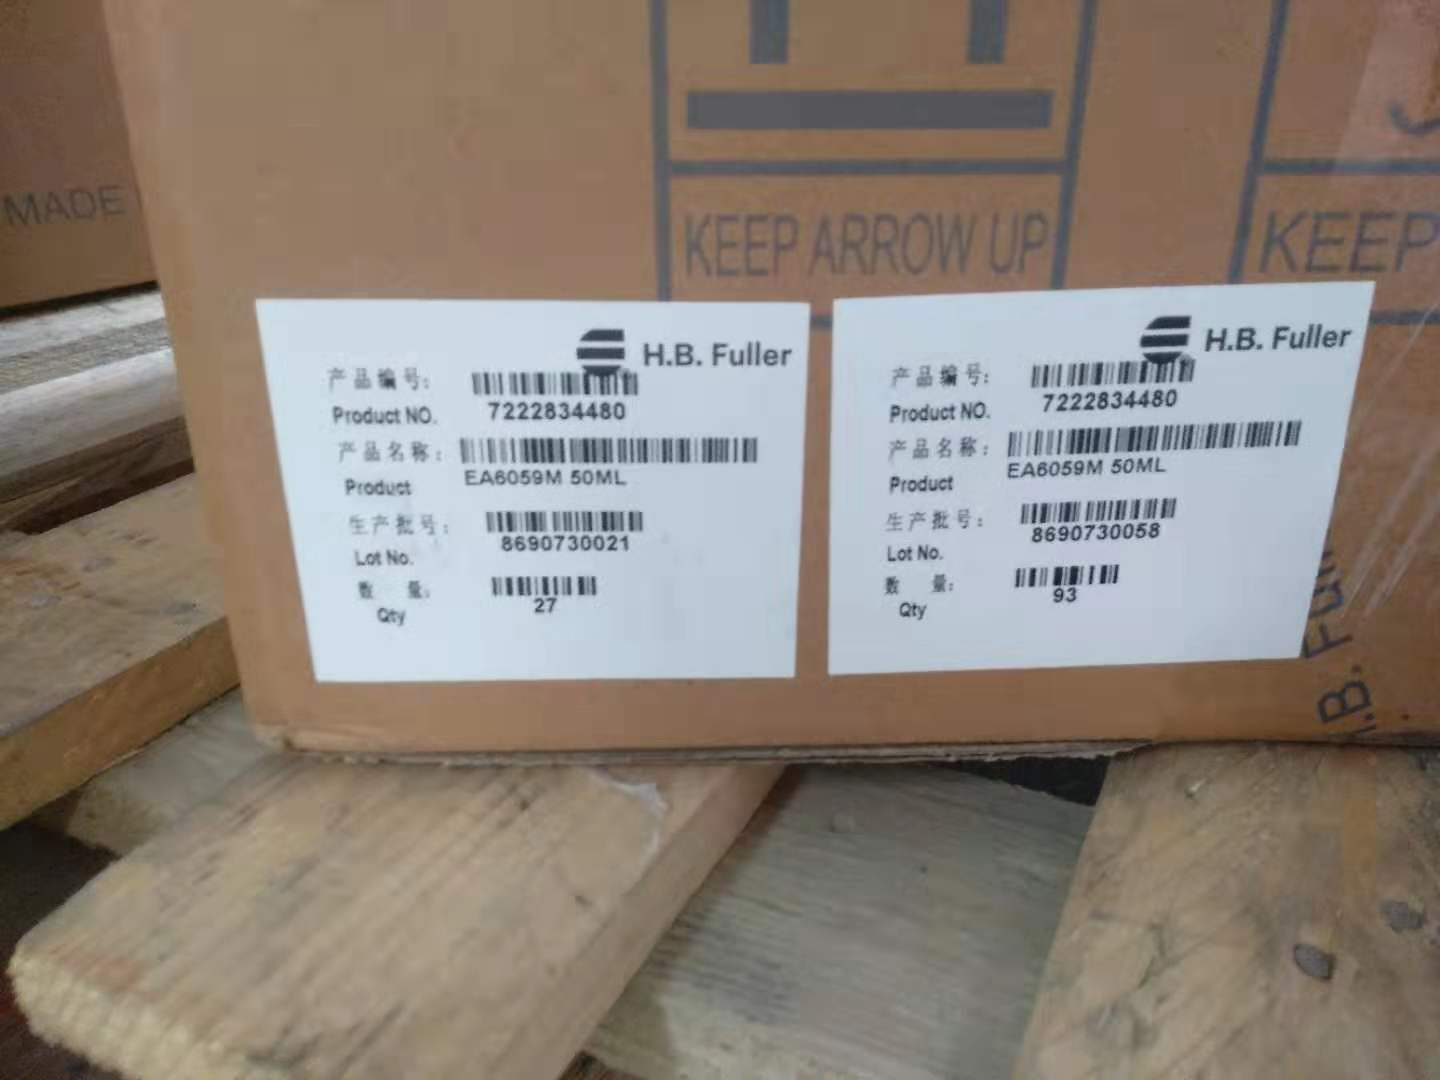 MADE
KEEP ARROW UP
KEEP
H.B. Fuller
产品编号:
Product NO. 7222834480
产品名称:
Product EA6059M 50ML
生产批号:
Lot No. 8690730021
数 量:
Qty 27
H.B. Fuller
产品编号:
Product NO. 7222834480
产品名称:
Product EA6059M 50ML
生产批号:
Lot No. 8690730058
数 量:
Qty 93